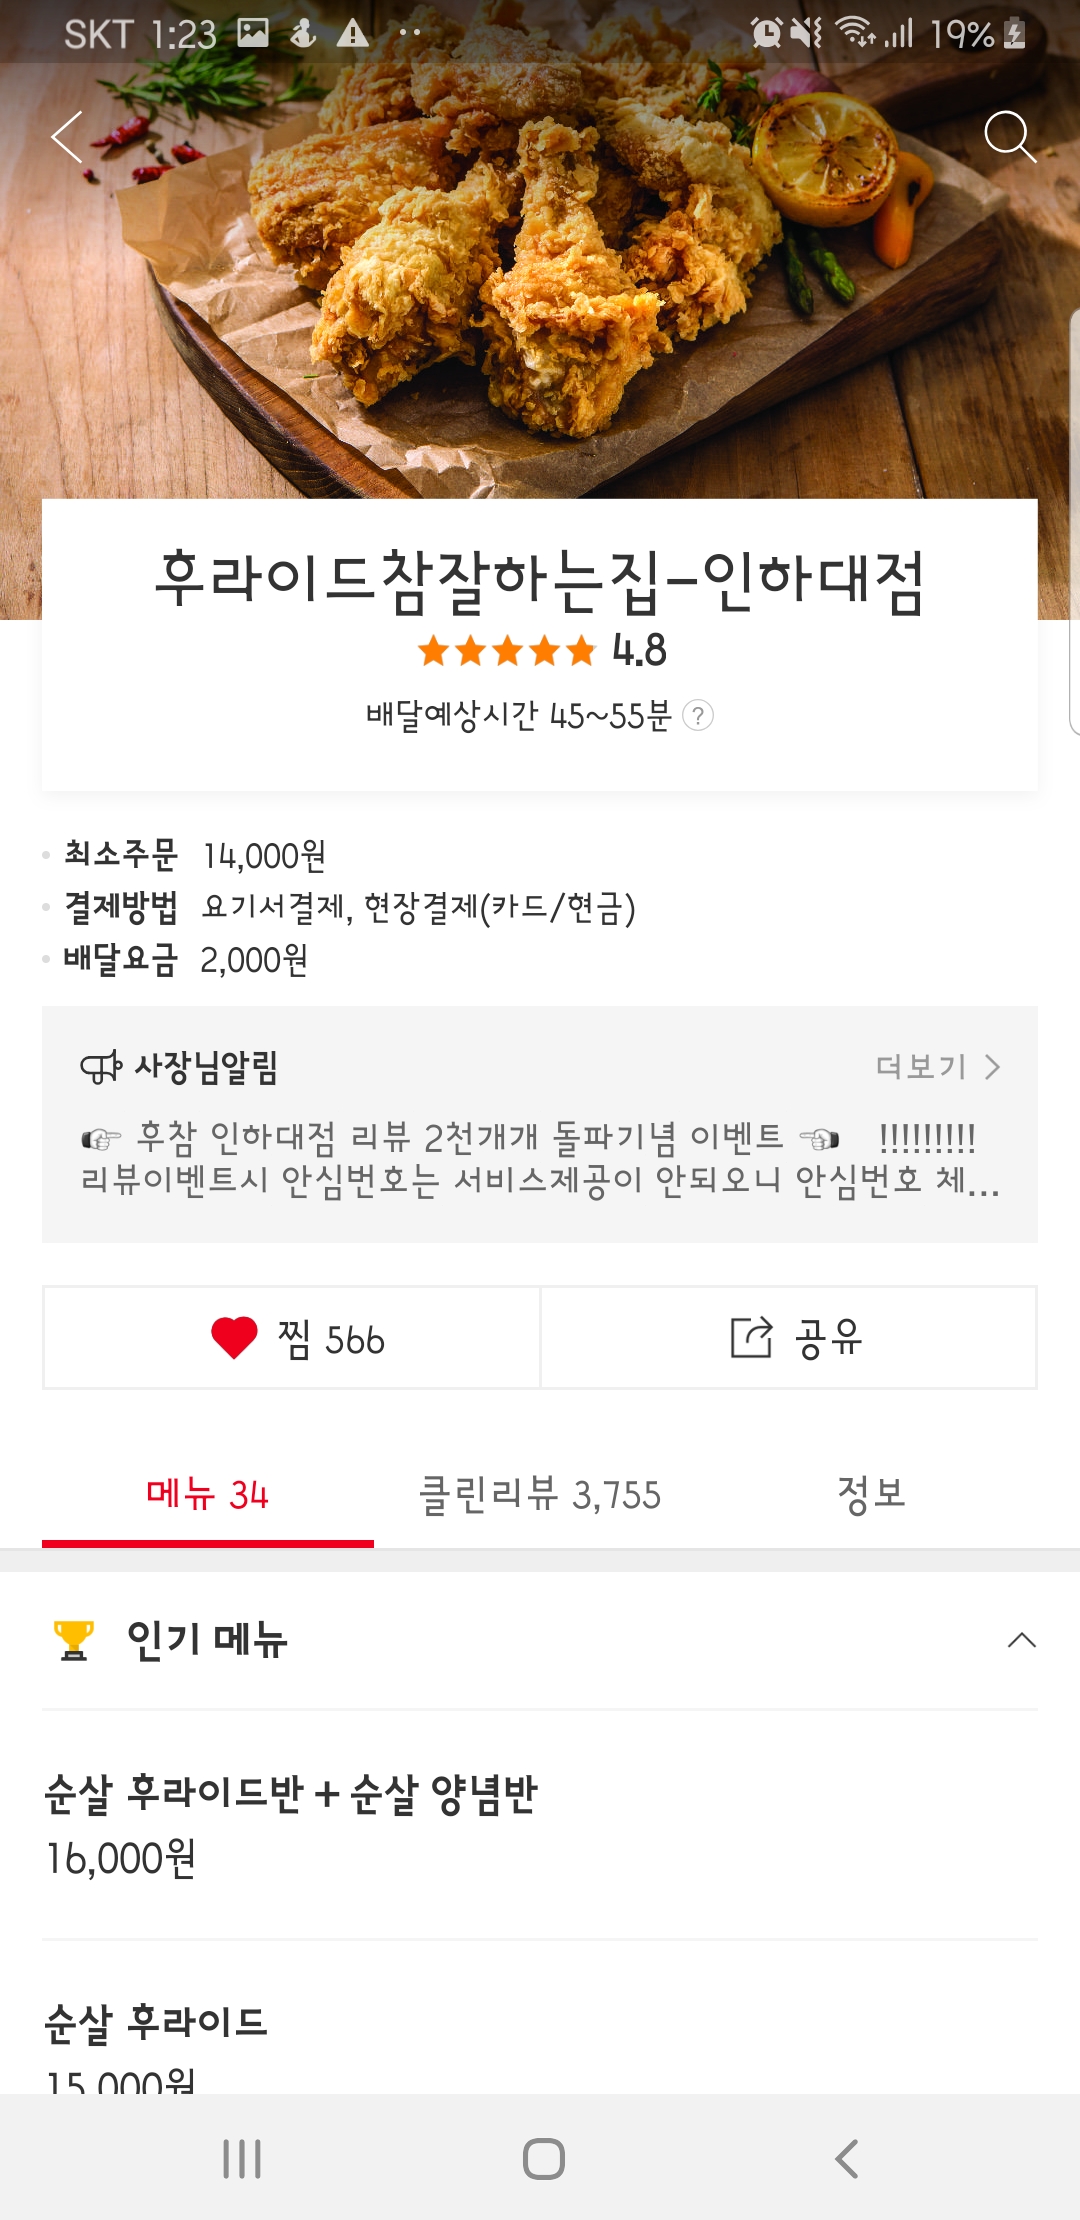 SKT 1:23
19%
후라이드참잘하는집-인하대점
4.8
배달예상시간 45~55분 ?
최소주문 14,000원
결제방법 요기서결제, 현장결제(카드/현금)
배달요금 2,000원
사장님알림
더보기
👉 후참 인하대점 리뷰 2천개개 돌파기념 이벤트 👈 !!!!!!!!!
리뷰이벤트시 안심번호는 서비스제공이 안되오니 안심번호 체...
찜 566
공유
메뉴 34
클린리뷰 3,755
정보
인기 메뉴
순살 후라이드반 + 순살 양념반
16,000원
순살 후라이드
15,000원